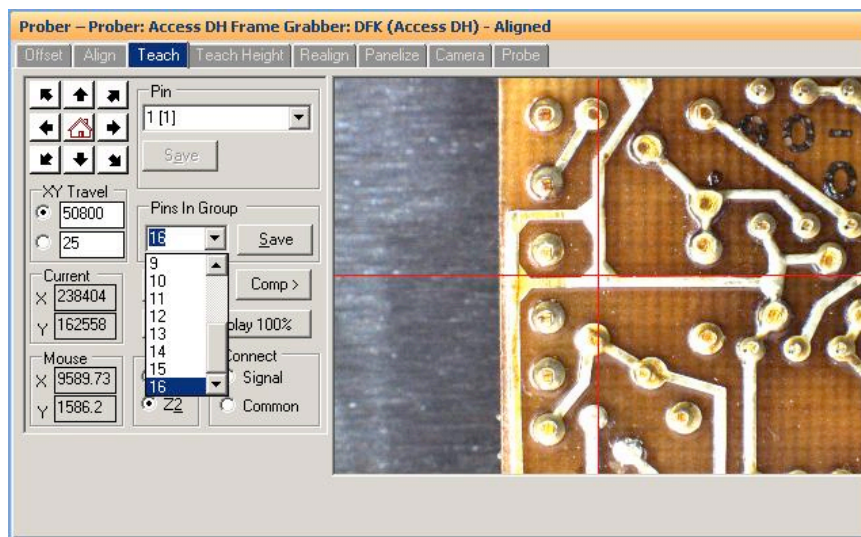 Prober – Prober: Access DH Frame Grabber: DFK (Access DH) - Aligned
Offset Align Teach Teach Height Realign Panelize Camera Probe
Pin
1 [1]
Save
XY Travel
50800
25
Pins In Group
16
Save
9
10
11
12
13
14
15
16
Comp >
play 100%
Current
X 238404
Y 162558
Mouse
X 9589.73
Y 1586.2
Z2
onnect
Signal
Common